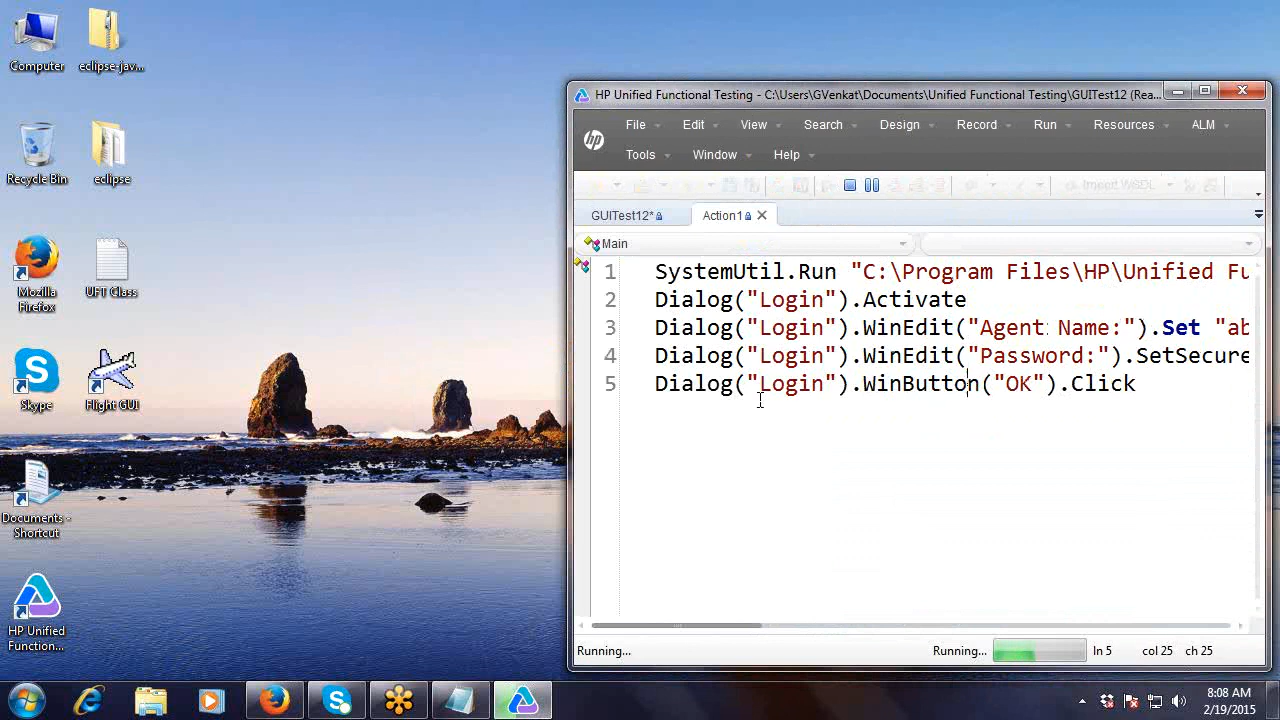 Computer
eclipse-jav...
Recycle Bin
eclipse
Mozilla
Firefox
UFT Class
Skype
Flight GUI
Documents -
Shortcut
HP Unified
Function...
HP Unified Functional Testing - C:\Users\GVenkat\Documents\Unified Functional Testing\GUITest12 (Rea...
hp
File Edit View Search Design Record Run Resources ALM
Tools Window Help
Import WSDL
GUITest12* Action1
Main
1 SystemUtil.Run "C:\Program Files\HP\Unified Fu
2 Dialog("Login").Activate
3 Dialog("Login").WinEdit("Agent Name:").Set "ab
4 Dialog("Login").WinEdit("Password:").SetSecure
5 Dialog("Login").WinButton("OK").Click
Running... Running... ln 5 col 25 ch 25
8:08 AM
2/19/2015